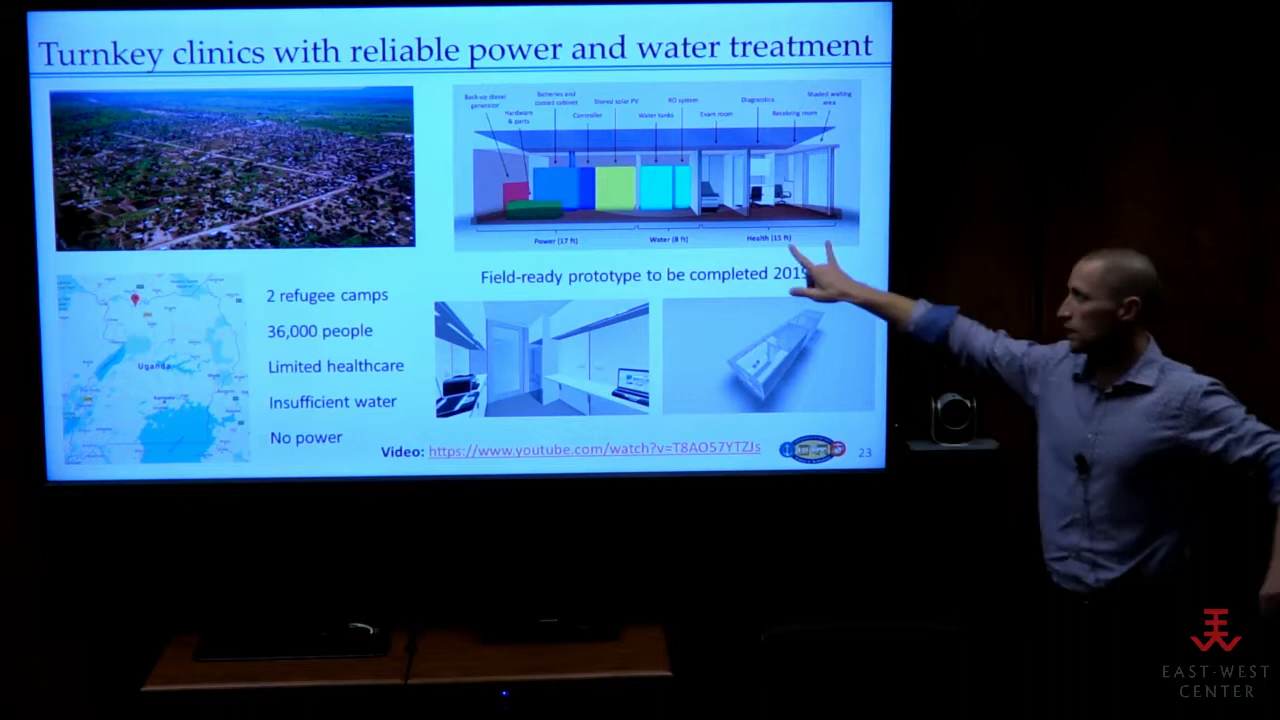 Turnkey clinics with reliable power and water treatment
Back-up diesel generator
Hardware & parts
Batteries and cooled cabinet
Controller
Stored solar PV
Water tanks
RO system
Exam room
Diagnostics
Receiving room
Shaded waiting area
Power (17 ft)
Water (8 ft)
Health (15 ft)
Field-ready prototype to be completed 2019
Uganda
2 refugee camps
36,000 people
Limited healthcare
Insufficient water
No power
Video: https://www.youtube.com/watch?v=T8AO57YTZJs
23
EAST-WEST
CENTER